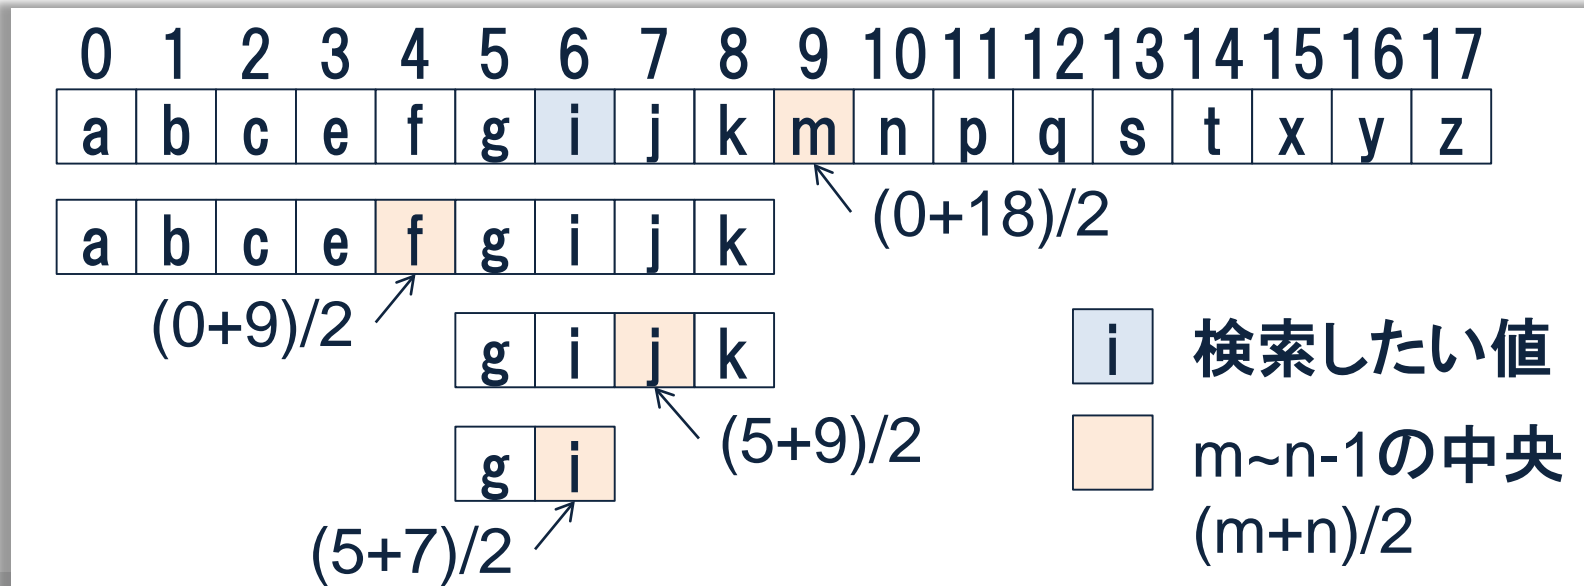 0 1 2 3 4 5 6 7 8 9 10 11 12 13 14 15 16 17
a b c e f g i j k m n p q s t x y z
(0+18)/2
a b c e f g i j k
(0+9)/2
g i j k
(5+9)/2
g i
(5+7)/2
i 検索したい値
m~n-1の中央
(m+n)/2